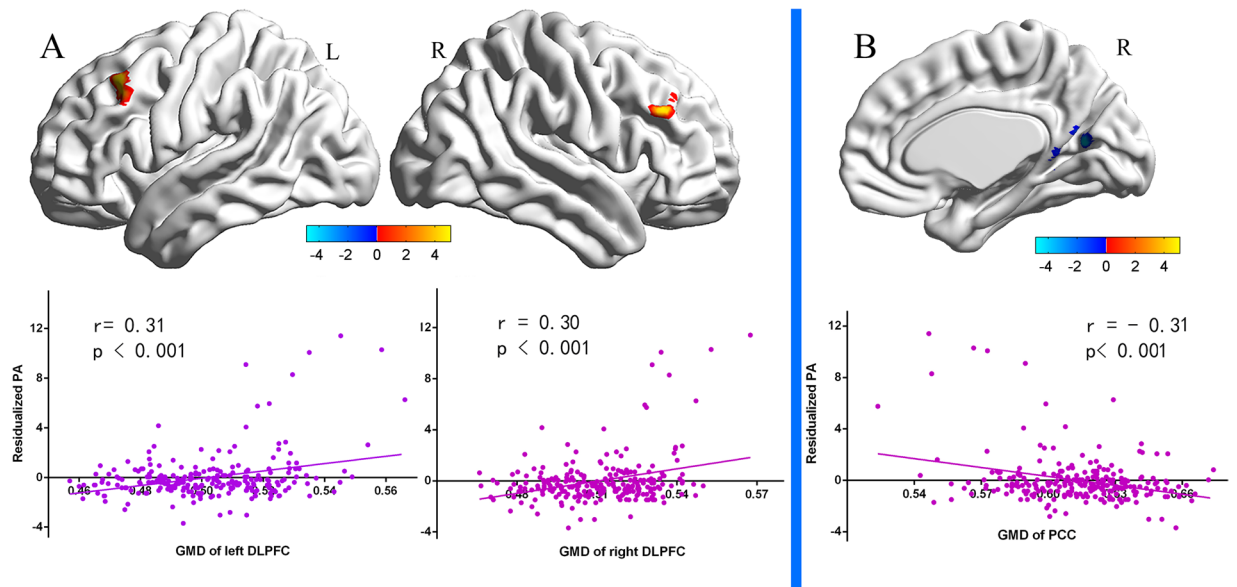 A
L
R
B
R
-4 -2 0 2 4
-4 -2 0 2 4
r= 0.31
p < 0.001
Residualized PA
12
8
4
0
-4
0.46 0.48 0.50 0.53 0.54 0.56
GMD of left DLPFC
r = 0.30
p < 0.001
12
8
4
0
-4
0.48 0.51 0.54 0.57
GMD of right DLPFC
r = - 0.31
p< 0.001
Residualized PA
12
8
4
0
-4
0.54 0.57 0.60 0.63 0.66
GMD of PCC